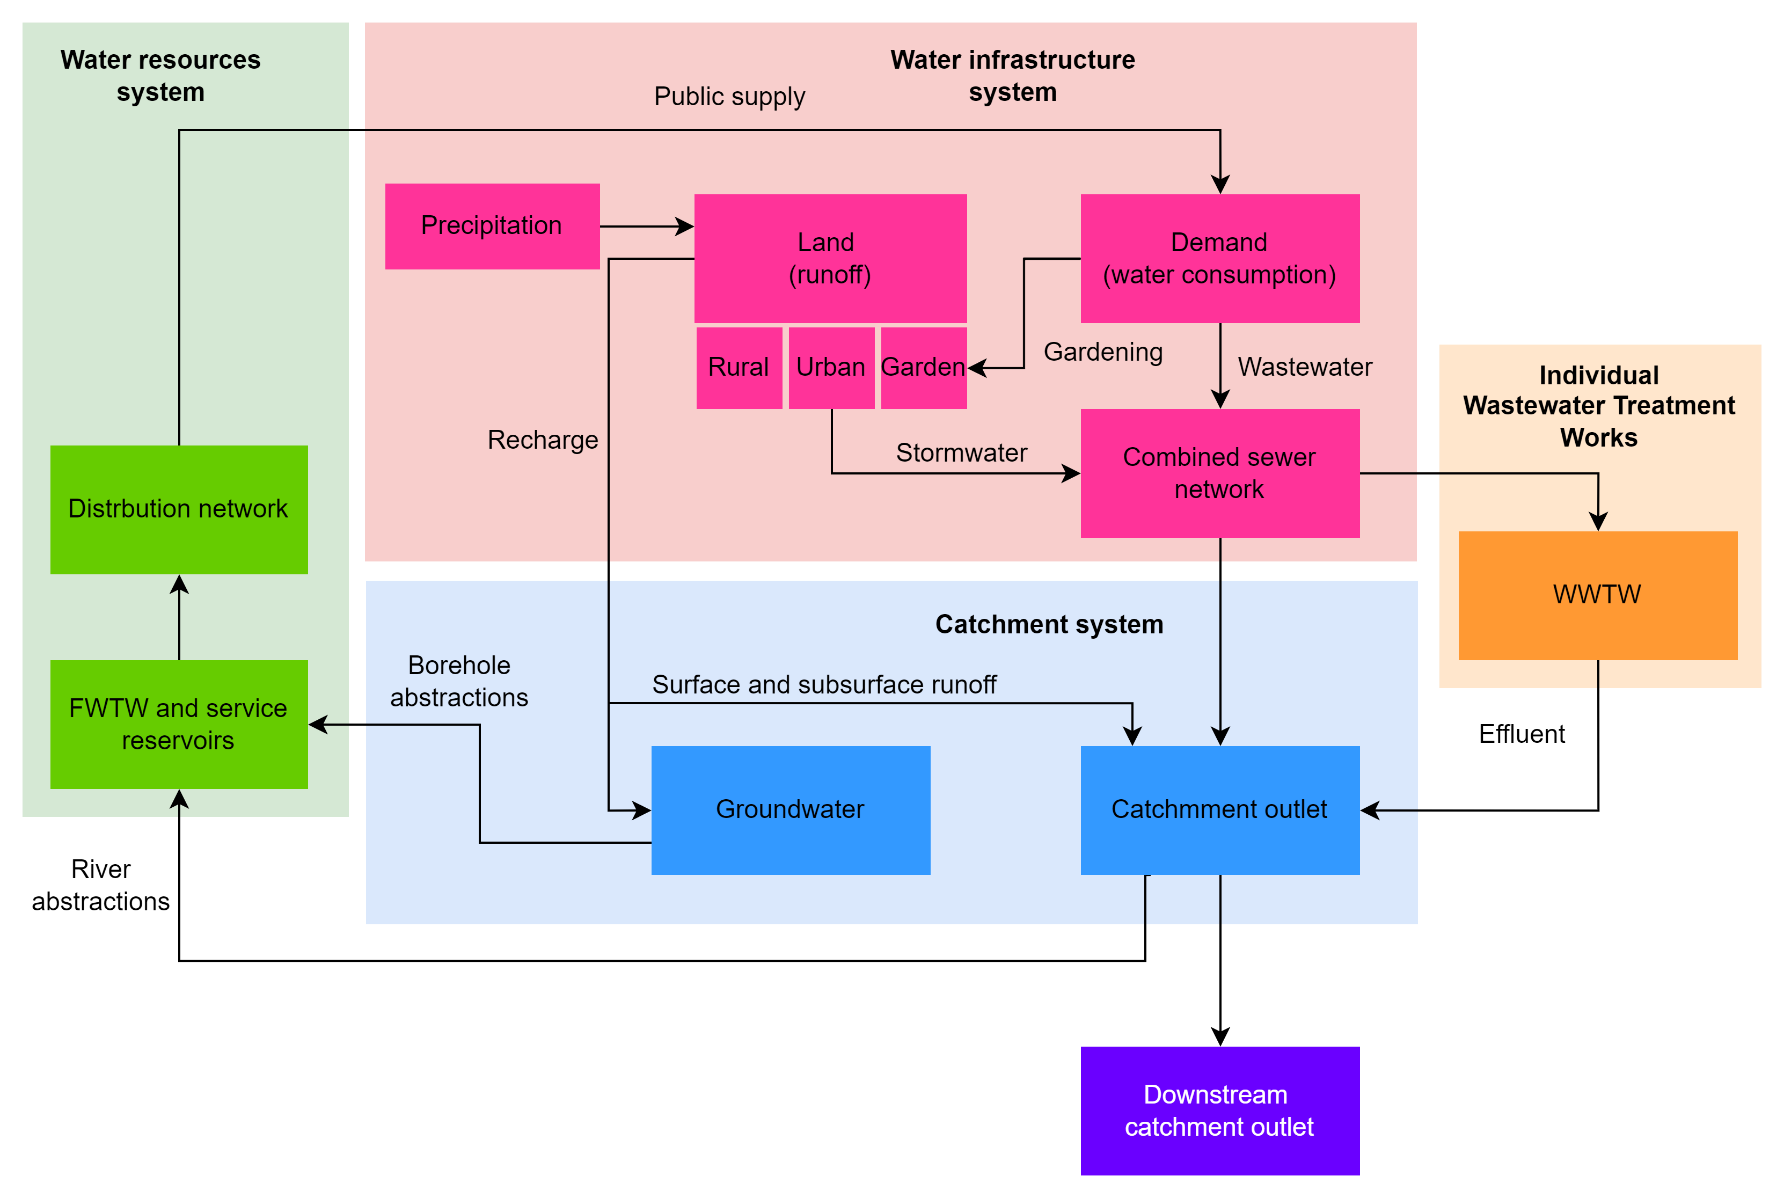 Water resources
system
Water infrastructure
system
Public supply
Precipitation
Land
(runoff)
Demand
(water consumption)
Rural
Urban
Garden
Gardening
Wastewater
Individual
Wastewater Treatment
Works
Recharge
Stormwater
Combined sewer
network
Distrbution network
WWTW
Catchment system
Borehole
abstractions
Surface and subsurface runoff
FWTW and service
reservoirs
Effluent
Groundwater
Catchmment outlet
River
abstractions
Downstream
catchment outlet